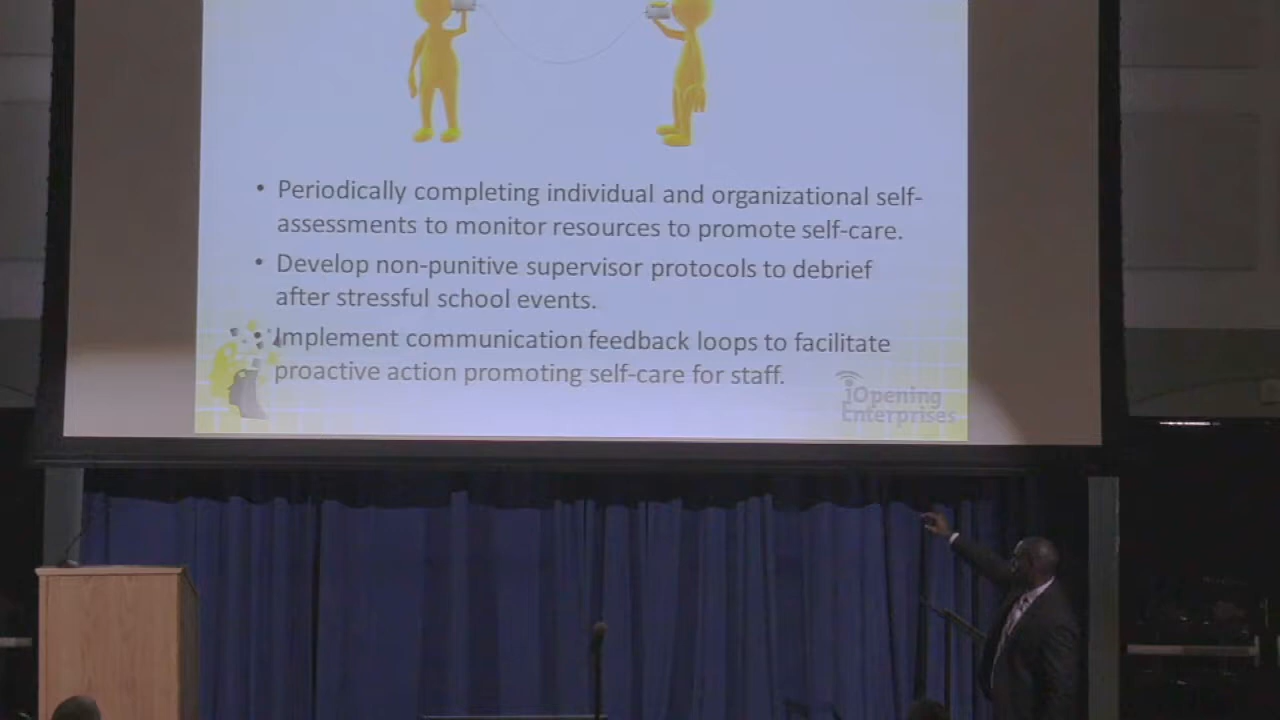 • Periodically completing individual and organizational self-
assessments to monitor resources to promote self-care.
• Develop non-punitive supervisor protocols to debrief
after stressful school events.
• Implement communication feedback loops to facilitate
proactive action promoting self-care for staff.
iOpening
Enterprises